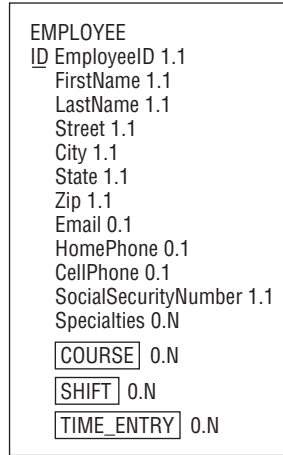 EMPLOYEE
ID EmployeeID 1.1
FirstName 1.1
LastName 1.1
Street 1.1
City 1.1
State 1.1
Zip 1.1
Email 0.1
HomePhone 0.1
CellPhone 0.1
SocialSecurityNumber 1.1
Specialties 0.N
COURSE 0.N
SHIFT 0.N
TIME_ENTRY 0.N